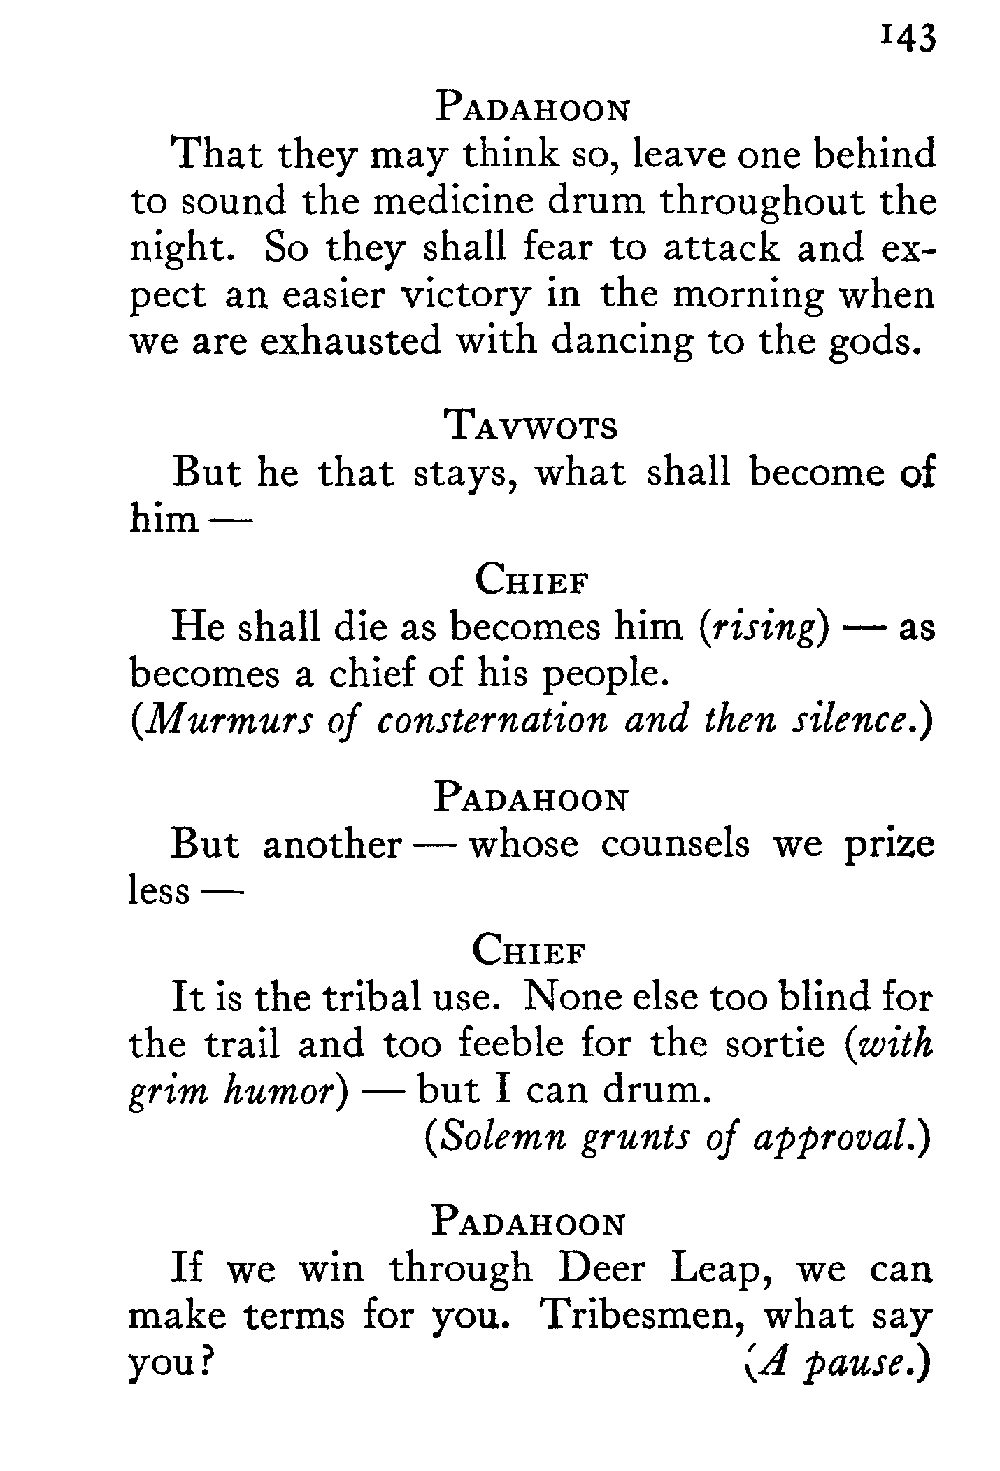 143
PADAHOON
That they may think so, leave one behind
to sound the medicine drum throughout the
night. So they shall fear to attack and ex-
pect an easier victory in the morning when
we are exhausted with dancing to the gods.
TAVWOTS
But he that stays, what shall become of
him —
CHIEF
He shall die as becomes him (rising) — as
becomes a chief of his people.
(Murmurs of consternation and then silence.)
PADAHOON
But another — whose counsels we prize
less —
CHIEF
It is the tribal use. None else too blind for
the trail and too feeble for the sortie (with
grim humor) — but I can drum.
(Solemn grunts of approval.)
PADAHOON
If we win through Deer Leap, we can
make terms for you. Tribesmen, what say
you? (A pause.)